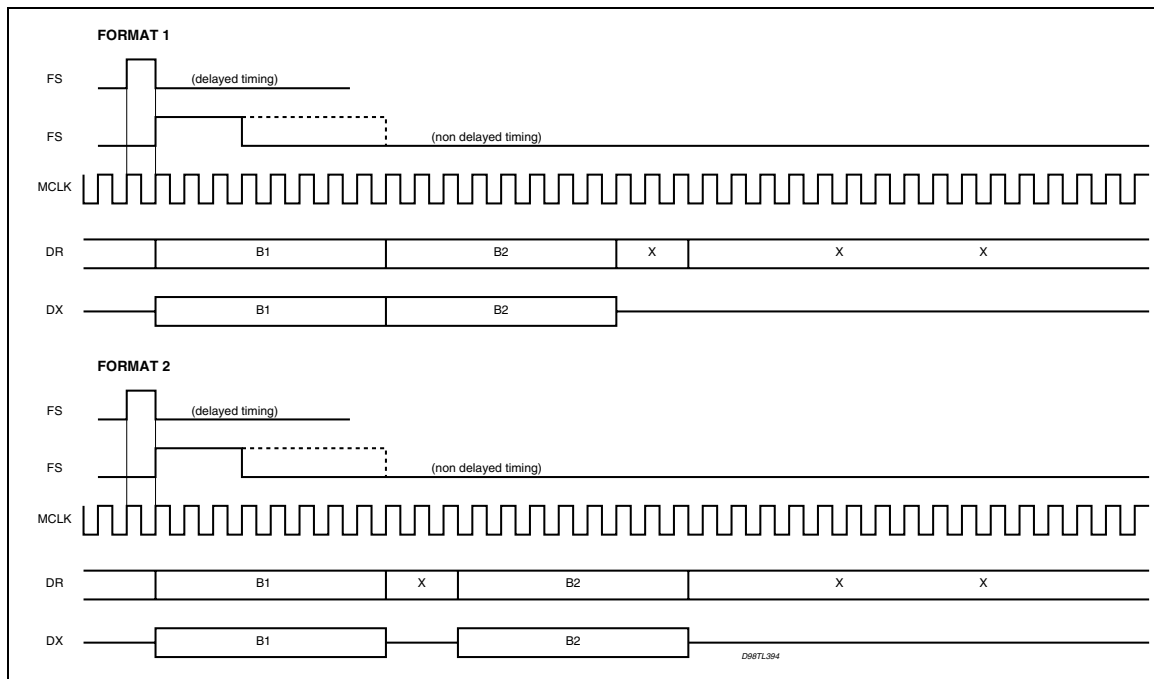 FORMAT 1
FS (delayed timing)
FS (non delayed timing)
MCLK
DR B1 B2 X X X
DX B1 B2
FORMAT 2
FS (delayed timing)
FS (non delayed timing)
MCLK
DR B1 X B2 X X
DX B1 B2
D98TL394